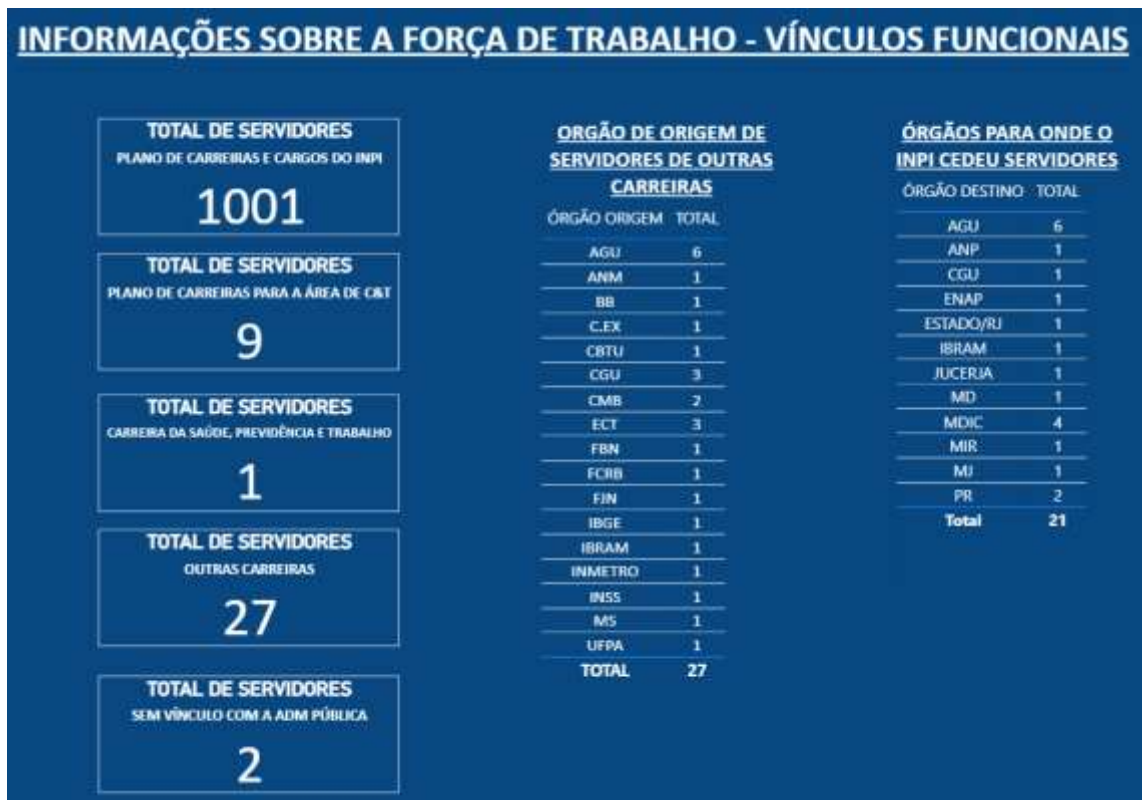 INFORMAÇÕES SOBRE A FORÇA DE TRABALHO - VÍNCULOS FUNCIONAIS
TOTAL DE SERVIDORES
PLANO DE CARREIRAS E CARGOS DO INPI
1001
TOTAL DE SERVIDORES
PLANO DE CARREIRAS PARA A ÁREA DE C&T
9
TOTAL DE SERVIDORES
CARREIRA DA SAÚDE, PREVIDÊNCIA E TRABALHO
1
TOTAL DE SERVIDORES
OUTRAS CARREIRAS
27
TOTAL DE SERVIDORES
SEM VÍNCULO COM A ADM PÚBLICA
2
ORGÃO DE ORIGEM DE
SERVIDORES DE OUTRAS
CARREIRAS
ÓRGÃO ORIGEM TOTAL
AGU 6
ANM 1
BB 1
C.EX 1
CBTU 1
CGU 3
CMB 2
ECT 3
FBN 1
FCRB 1
FJN 1
IBGE 1
IBRAM 1
INMETRO 1
INSS 1
MS 1
UFPA 1
TOTAL 27
ÓRGÃOS PARA ONDE O
INPI CEDEU SERVIDORES
ÓRGÃO DESTINO TOTAL
AGU 6
ANP 1
CGU 1
ENAP 1
ESTADO/RJ 1
IBRAM 1
JUCERJA 1
MD 1
MDIC 4
MIR 1
MJ 1
PR 2
Total 21